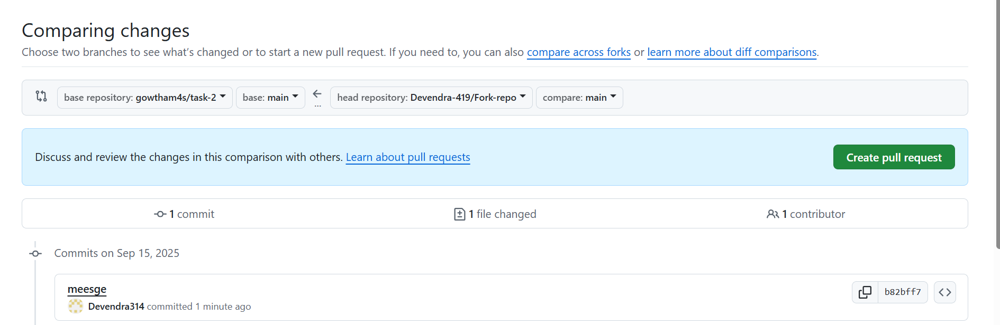 Comparing changes
Choose two branches to see what’s changed or to start a new pull request. If you need to, you can also compare across forks or learn more about diff comparisons.
base repository: gowtham4s/task-2 base: main ... head repository: Devendra-419/Fork-repo compare: main
Discuss and review the changes in this comparison with others. Learn about pull requests Create pull request
1 commit 1 file changed 1 contributor
Commits on Sep 15, 2025
meesge
b82bff7
Devendra314 committed 1 minute ago